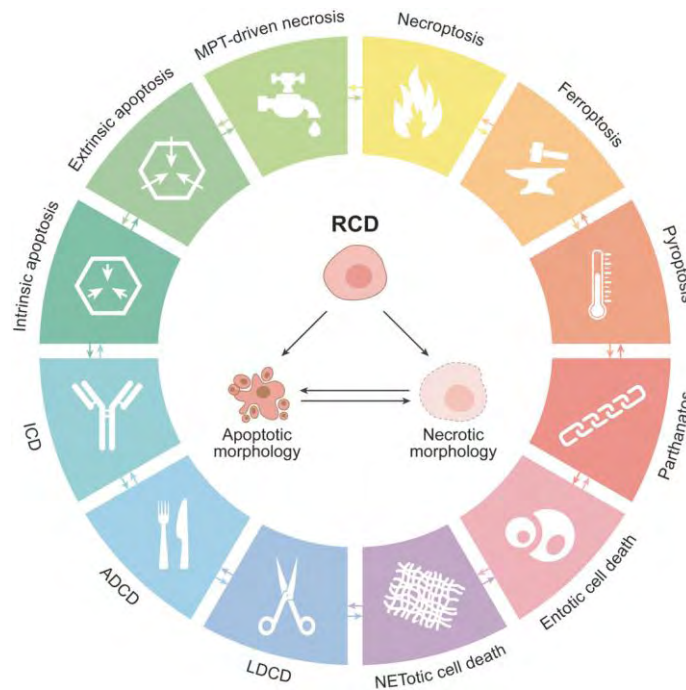 MPT-driven necrosis
Necroptosis
Ferroptosis
Pyroptosisotosis
Parthanatos
Entotic cell death
NETotic cell death
LDCD
ADCD
ICD
Intrinsic apoptosis
Extrinsic apoptosis
RCD
Apoptotic
morphology
Necrotic
morphology